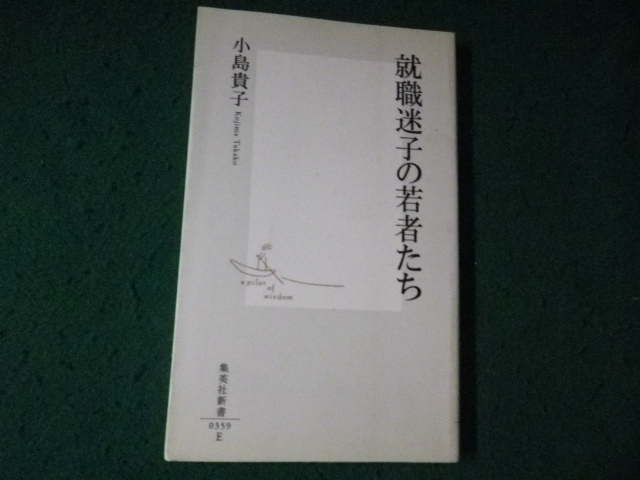 就職迷子の若者たち
小島貴子
Kojima Takako
a pilot
of
wisdom
集英社新書
0359
E